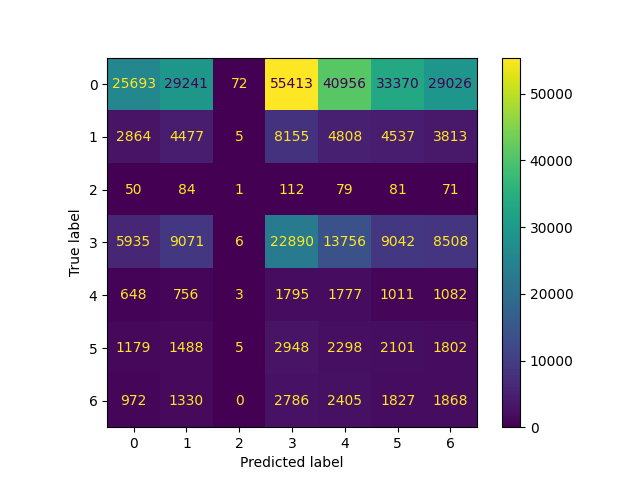 0 25693 29241 72 55413 40956 33370 29026
1 2864 4477 5 8155 4808 4537 3813
2 50 84 1 112 79 81 71
3 5935 9071 6 22890 13756 9042 8508
4 648 756 3 1795 1777 1011 1082
5 1179 1488 5 2948 2298 2101 1802
6 972 1330 0 2786 2405 1827 1868
0 1 2 3 4 5 6
Predicted label
True label
50000
40000
30000
20000
10000
0